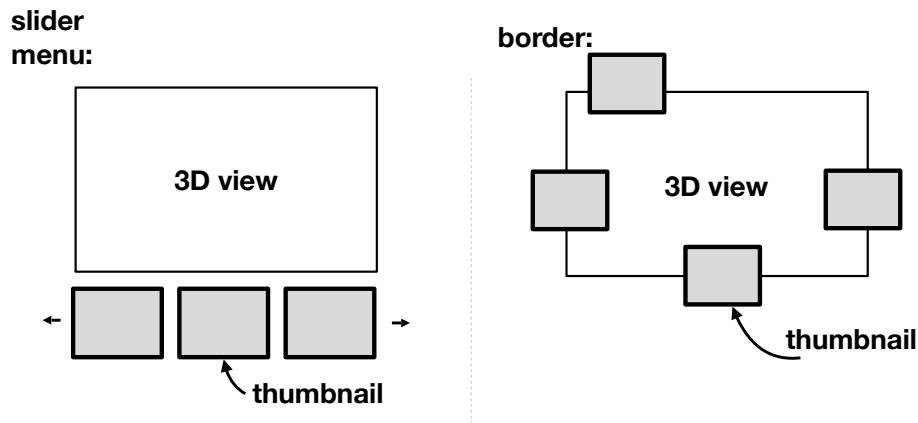 slider
menu:
3D view
thumbnail
border:
3D view
thumbnail